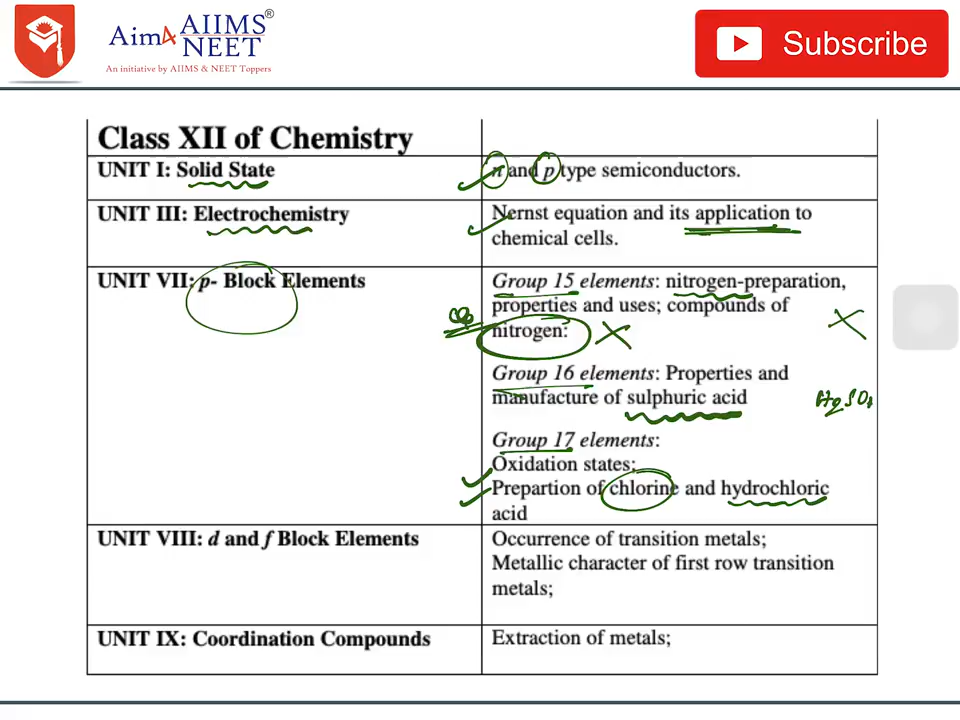 Aim4 AIIMS®
NEET
An initiative by AIIMS & NEET Toppers
Subscribe
Class XII of Chemistry
UNIT I: Solid State
n and p type semiconductors.
UNIT III: Electrochemistry
Nernst equation and its application to
chemical cells.
UNIT VII: p- Block Elements
Group 15 elements: nitrogen-preparation,
properties and uses; compounds of
nitrogen:
Group 16 elements: Properties and
manufacture of sulphuric acid
H2SO4
Group 17 elements:
Oxidation states;
Prepartion of chlorine and hydrochloric
acid
UNIT VIII: d and f Block Elements
Occurrence of transition metals;
Metallic character of first row transition
metals;
UNIT IX: Coordination Compounds
Extraction of metals;